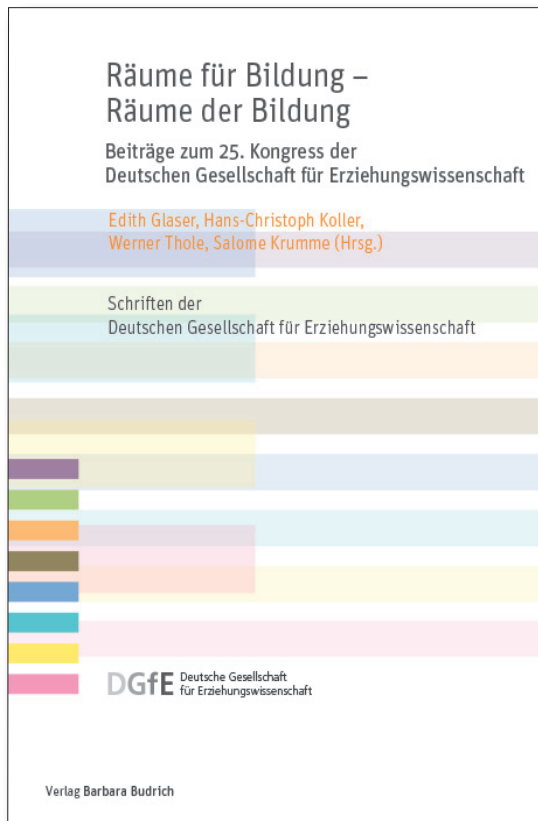 Räume für Bildung –
Räume der Bildung
Beiträge zum 25. Kongress der
Deutschen Gesellschaft für Erziehungswissenschaft
Edith Glaser, Hans-Christoph Koller,
Werner Thole, Salome Krumme (Hrsg.)
Schriften der
Deutschen Gesellschaft für Erziehungswissenschaft
DGfE Deutsche Gesellschaft
für Erziehungswissenschaft
Verlag Barbara Budrich